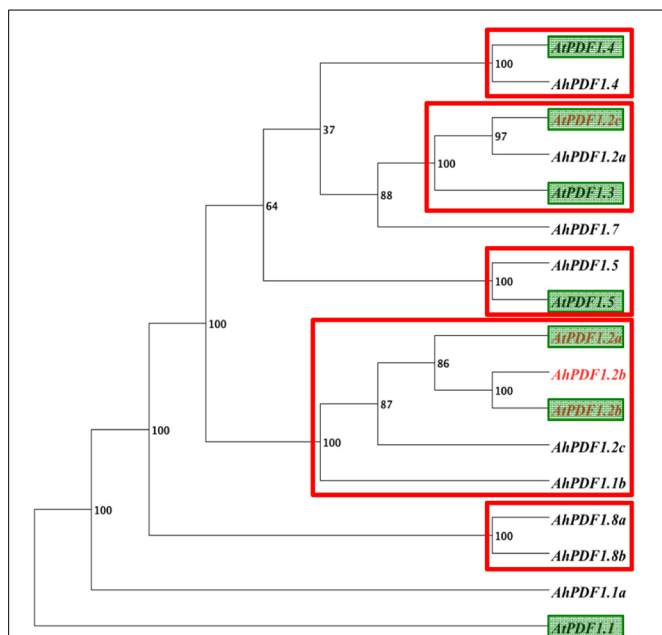 AtPDF1.4
100
AhPDF1.4
AtPDF1.2c
37
97
AhPDF1.2a
100
AtPDF1.3
88
64
AhPDF1.7
AhPDF1.5
100
AtPDF1.5
100
AtPDF1.2a
86
AhPDF1.2b
100
87
AtPDF1.2b
100
100
AhPDF1.2c
AhPDF1.1b
100
AhPDF1.8a
100
AhPDF1.8b
AhPDF1.1a
AtPDF1.1